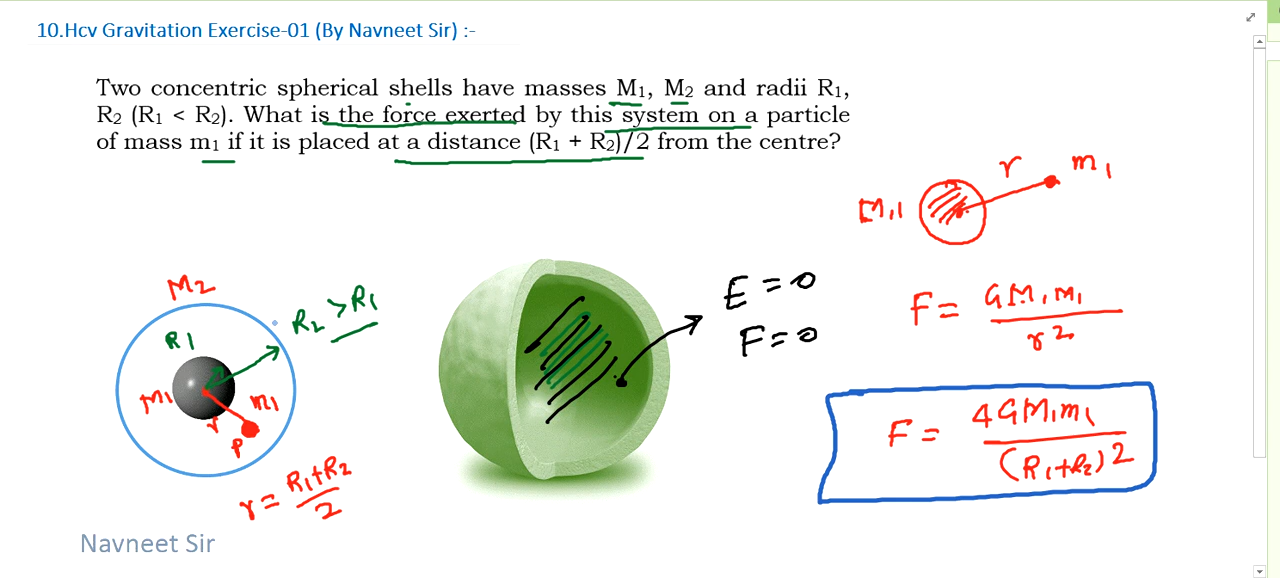 10.Hcv Gravitation Exercise-01 (By Navneet Sir) :-
Two concentric spherical shells have masses M₁, M₂ and radii R₁,
R₂ (R₁ < R₂). What is the force exerted by this system on a particle
of mass m₁ if it is placed at a distance (R₁ + R₂)/2 from the centre?
r m₁
M₁
M₂
R₂ > R₁
R1
M₁ m₁
r
P
r = R₁+R₂
2
E = 0
F = 0
F = GM₁m₁
r²
F = 4GM₁m₁
(R₁+R₂)²
Navneet Sir